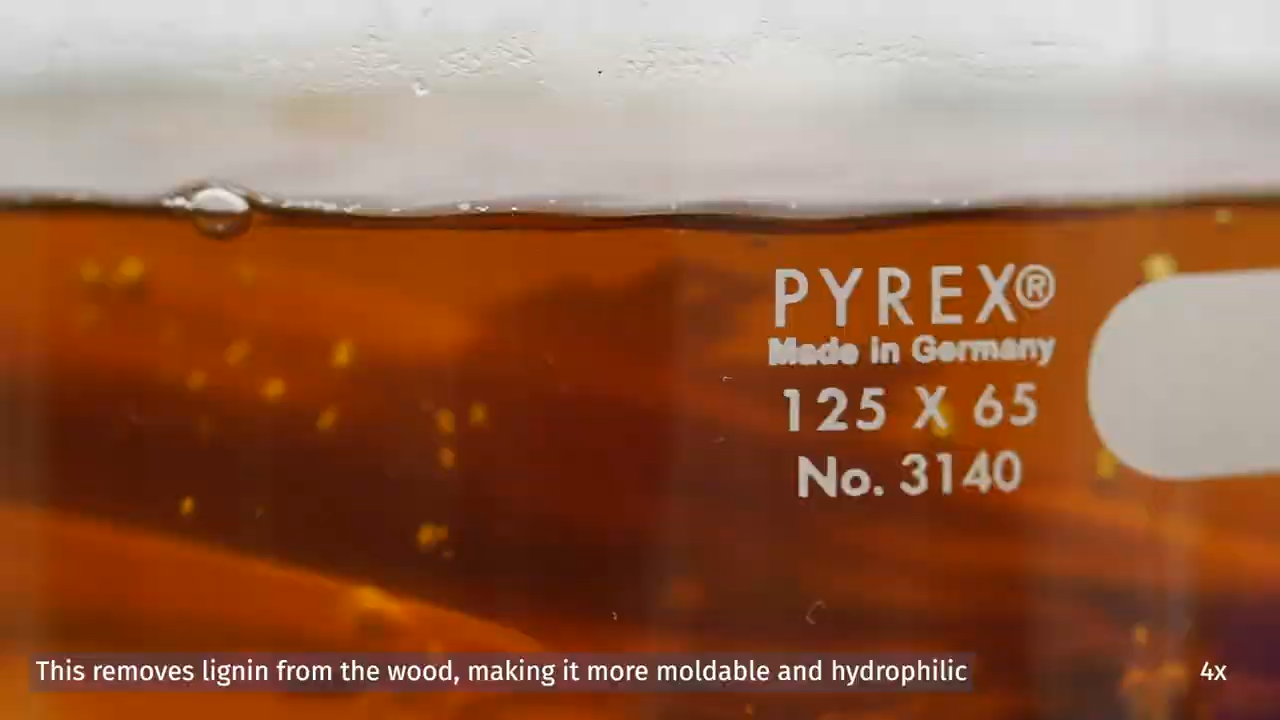 PYREX®
Made in Germany
125 X 65
No. 3140
This removes lignin from the wood, making it more moldable and hydrophilic
4x